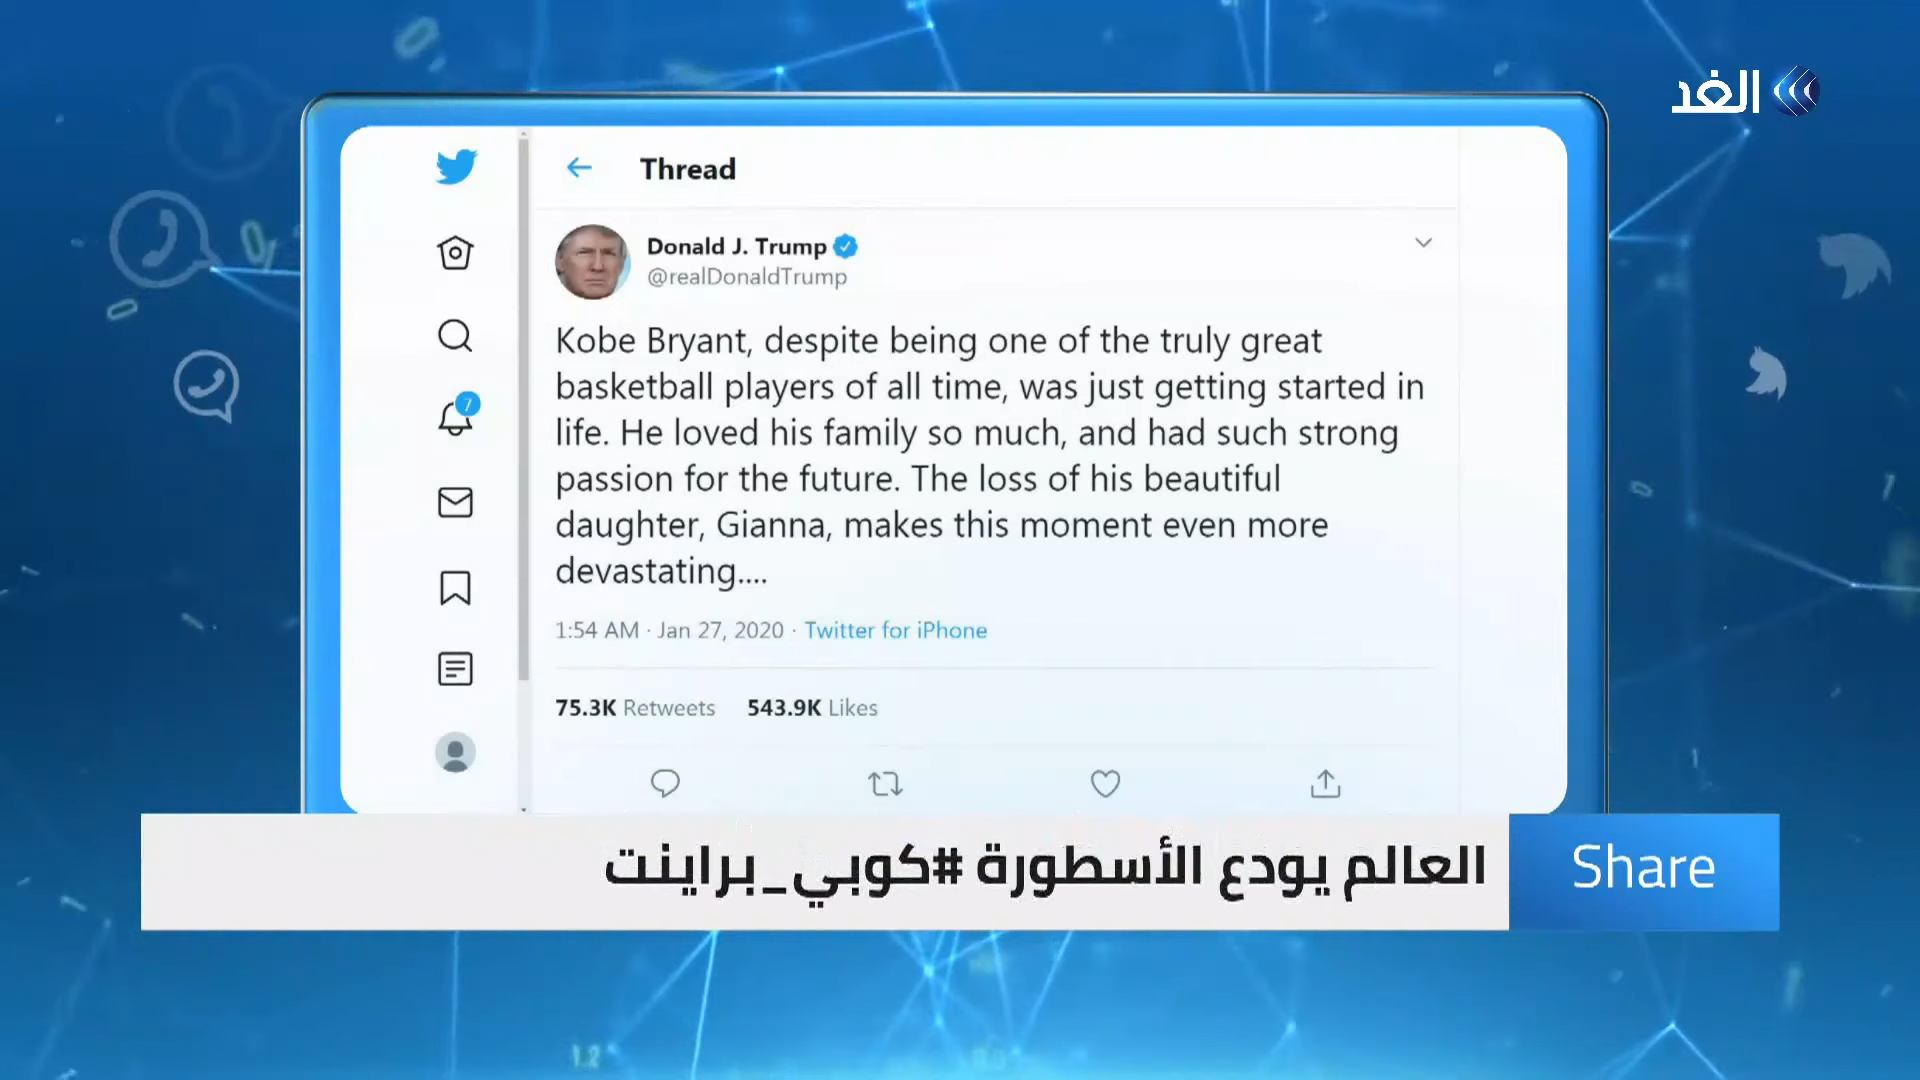 الغد
Thread
Donald J. Trump
@realDonaldTrump
Kobe Bryant, despite being one of the truly great
basketball players of all time, was just getting started in
life. He loved his family so much, and had such strong
passion for the future. The loss of his beautiful
daughter, Gianna, makes this moment even more
devastating....
1:54 AM · Jan 27, 2020 · Twitter for iPhone
75.3K Retweets 543.9K Likes
7
العالم يودع الأسطورة #كوبي_براينت
Share